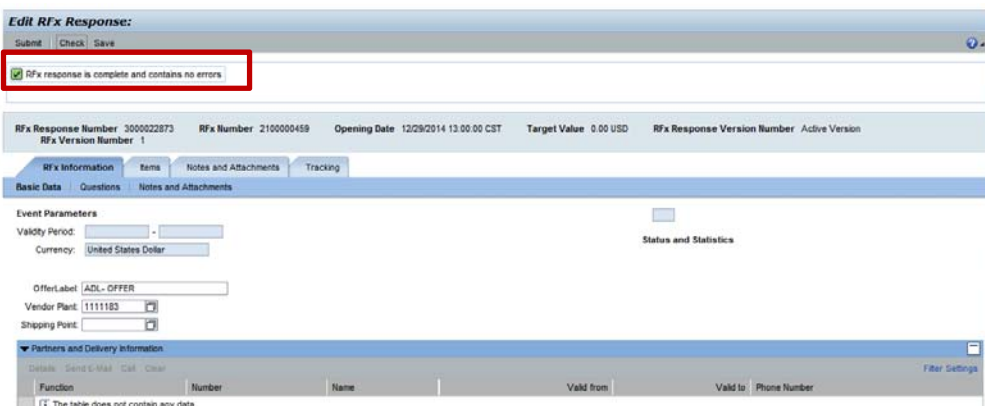 Edit RFx Response:
Submit Check Save
RFx response is complete and contains no errors
RFx Response Number 3000022873 RFx Number 2100000459 Opening Date 12/29/2014 13:00:00 CST Target Value 0.00 USD RFx Response Version Number Active Version
RFx Version Number 1
RFx Information Items Notes and Attachments Tracking
Basic Data Questions Notes and Attachments
Event Parameters
Validity Period: -
Status and Statistics
Currency: United States Dollar
OfferLabel ADL- OFFER
Vendor Plant: 1111183
Shipping Point:
Partners and Delivery Information
Details Send E-Mail Call Clear Filter Settings
Function Number Name Valid from Valid to Phone Number
The table does not contain any data